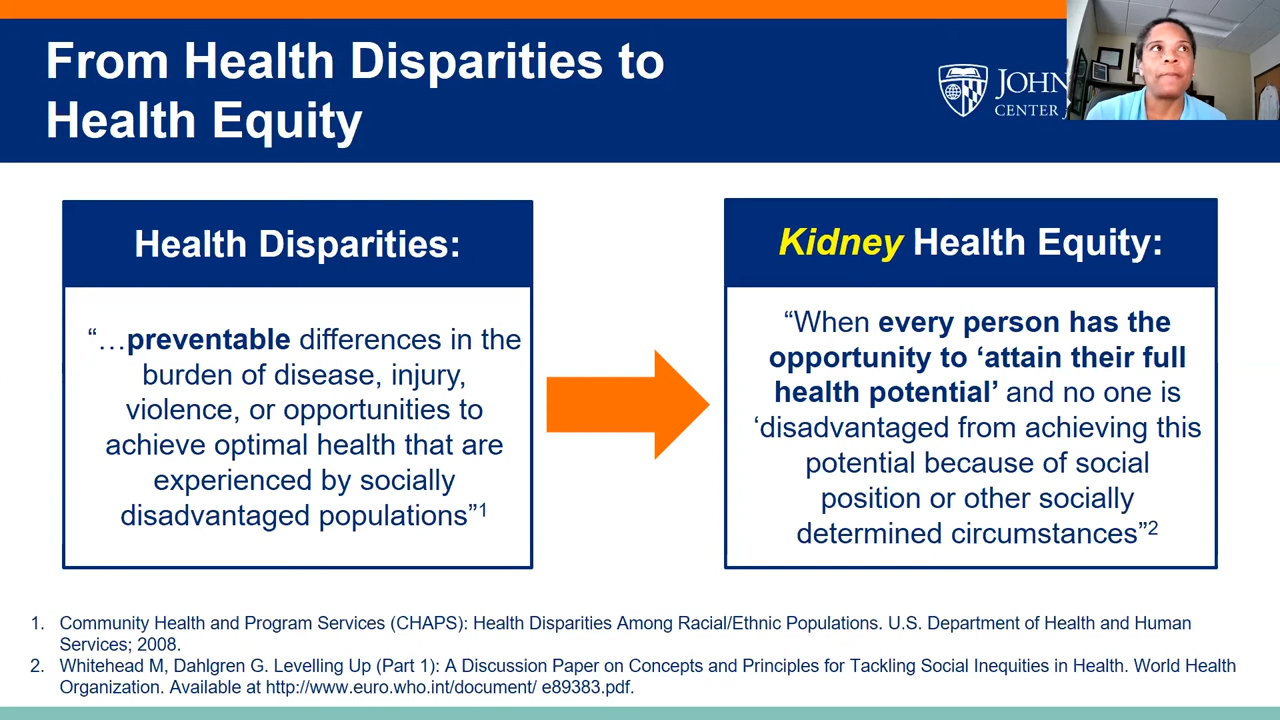 From Health Disparities to
Health Equity
JOHN
CENTER
Health Disparities:
“…preventable differences in the
burden of disease, injury,
violence, or opportunities to
achieve optimal health that are
experienced by socially
disadvantaged populations”1
Kidney Health Equity:
“When every person has the
opportunity to ‘attain their full
health potential’ and no one is
‘disadvantaged from achieving this
potential because of social
position or other socially
determined circumstances”2
1. Community Health and Program Services (CHAPS): Health Disparities Among Racial/Ethnic Populations. U.S. Department of Health and Human
Services; 2008.
2. Whitehead M, Dahlgren G. Levelling Up (Part 1): A Discussion Paper on Concepts and Principles for Tackling Social Inequities in Health. World Health
Organization. Available at http://www.euro.who.int/document/ e89383.pdf.